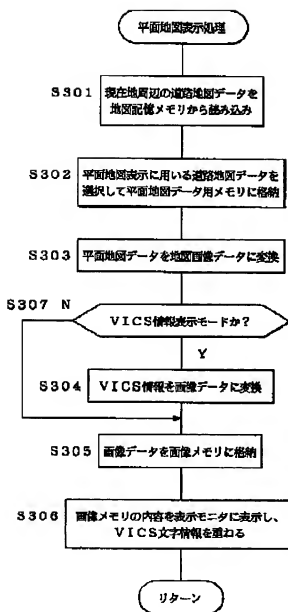 平面地図表示処理
S301
現在地周辺の道路地図データを
地図記憶メモリから読み込み
S302
平面地図表示に用いる道路地図データを
選択して平面地図データ用メモリに格納
S303
平面地図データを地図画像データに変換
S307 N
VICS情報表示モードか?
Y
S304
VICS情報を画像データに変換
S305
画像データを画像メモリに格納
S306
画像メモリの内容を表示モニタに表示し、
VICS文字情報を重ねる
リターン